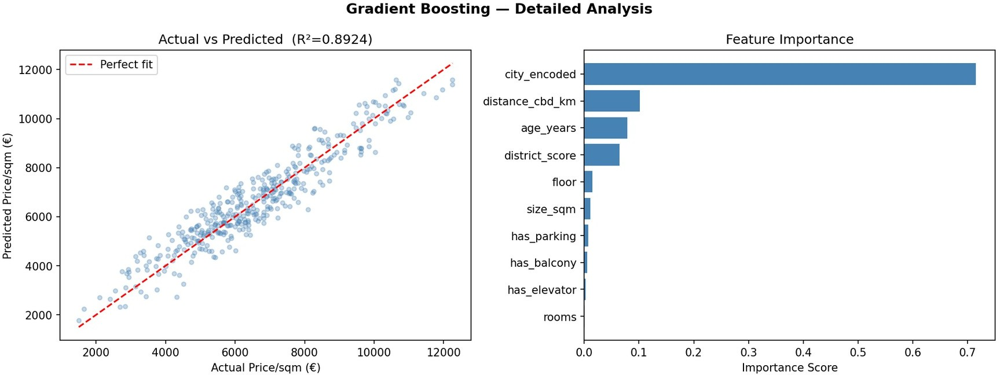 Gradient Boosting — Detailed Analysis
Actual vs Predicted  (R²=0.8924)
Perfect fit
12000
10000
8000
6000
4000
2000
Predicted Price/sqm (€)
2000 4000 6000 8000 10000 12000
Actual Price/sqm (€)
Feature Importance
city_encoded
distance_cbd_km
age_years
district_score
floor
size_sqm
has_parking
has_balcony
has_elevator
rooms
0.0 0.1 0.2 0.3 0.4 0.5 0.6 0.7
Importance Score